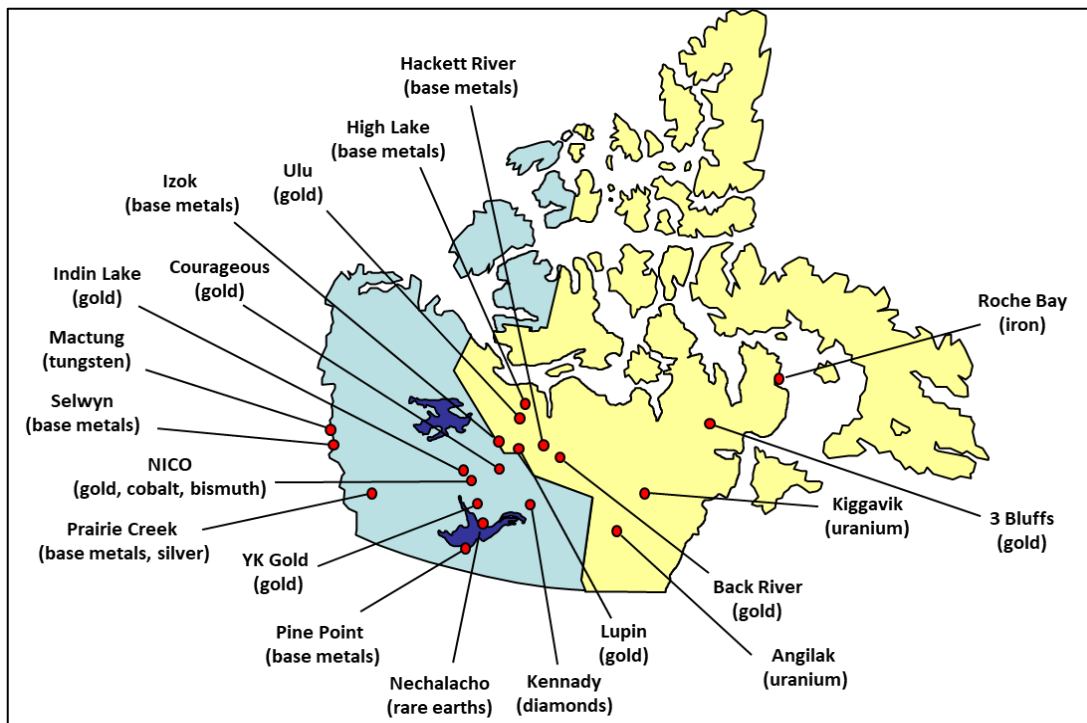 Hackett River
(base metals)
High Lake
(base metals)
Ulu
(gold)
Izok
(base metals)
Courageous
(gold)
Indin Lake
(gold)
Mactung
(tungsten)
Selwyn
(base metals)
NICO
(gold, cobalt, bismuth)
Prairie Creek
(base metals, silver)
YK Gold
(gold)
Pine Point
(base metals)
Nechalacho
(rare earths)
Kennady
(diamonds)
Lupin
(gold)
Back River
(gold)
Angilak
(uranium)
Kiggavik
(uranium)
3 Bluffs
(gold)
Roche Bay
(iron)